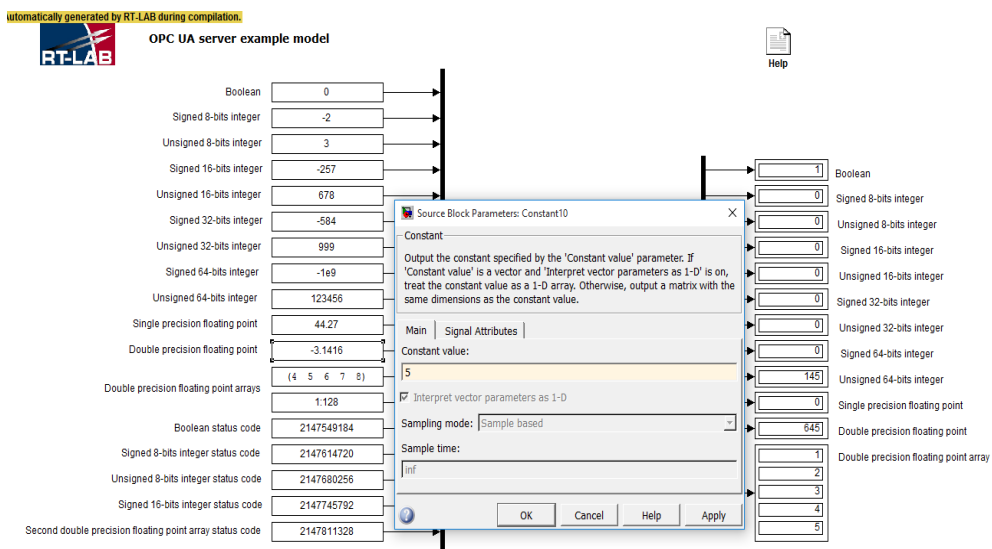 utomatically generated by RT-LAB during compilation.
RT-LAB
OPC UA server example model
Help
Boolean 0
Signed 8-bits integer -2
Unsigned 8-bits integer 3
Signed 16-bits integer -257
Unsigned 16-bits integer 678
Signed 32-bits integer -584
Unsigned 32-bits integer 999
Signed 64-bits integer -1e9
Unsigned 64-bits integer 123456
Single precision floating point 44.27
Double precision floating point -3.1416
Double precision floating point arrays
(4 5 6 7 8)
1:128
Boolean status code 2147549184
Signed 8-bits integer status code 2147614720
Unsigned 8-bits integer status code 2147680256
Signed 16-bits integer status code 2147745792
Second double precision floating point array status code 2147811328
Source Block Parameters: Constant10
Constant
Output the constant specified by the 'Constant value' parameter. If
'Constant value' is a vector and 'Interpret vector parameters as 1-D' is on,
treat the constant value as a 1-D array. Otherwise, output a matrix with the
same dimensions as the constant value.
Main Signal Attributes
Constant value:
5
Interpret vector parameters as 1-D
Sampling mode: Sample based
Sample time:
inf
OK Cancel Help Apply
1 Boolean
0 Signed 8-bits integer
0 Unsigned 8-bits integer
0 Signed 16-bits integer
0 Unsigned 16-bits integer
0 Signed 32-bits integer
0 Unsigned 32-bits integer
0 Signed 64-bits integer
145 Unsigned 64-bits integer
0 Single precision floating point
645 Double precision floating point
1 Double precision floating point array
2
3
4
5